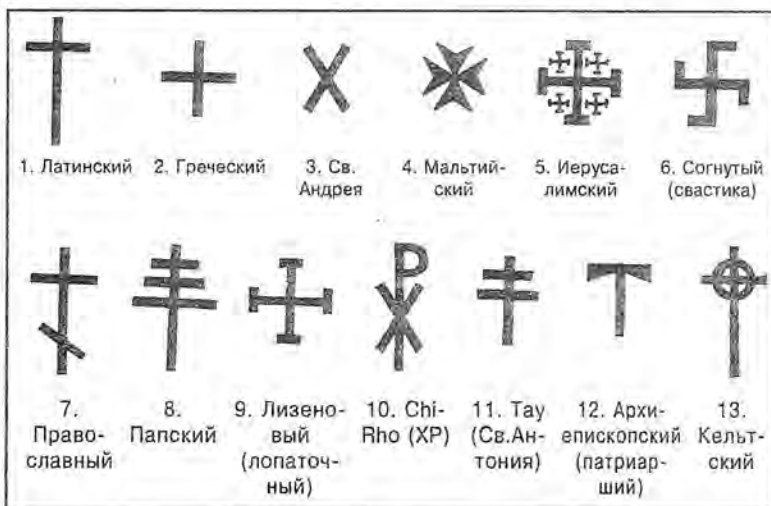 1. Латинский 2. Греческий 3. Св. 4. Мальтий- 5. Иеруса- 6. Согнутый
Андрея ский лимский (свастика)
7. 8. 9. Лизено- 10. Chi- 11. Тау 12. Архи- 13.
Право- Папский вый Rho (XP) (Св.Ан- епископский Кельт-
славный (лопаточ- тония) (патриар- ский
ный) ший)